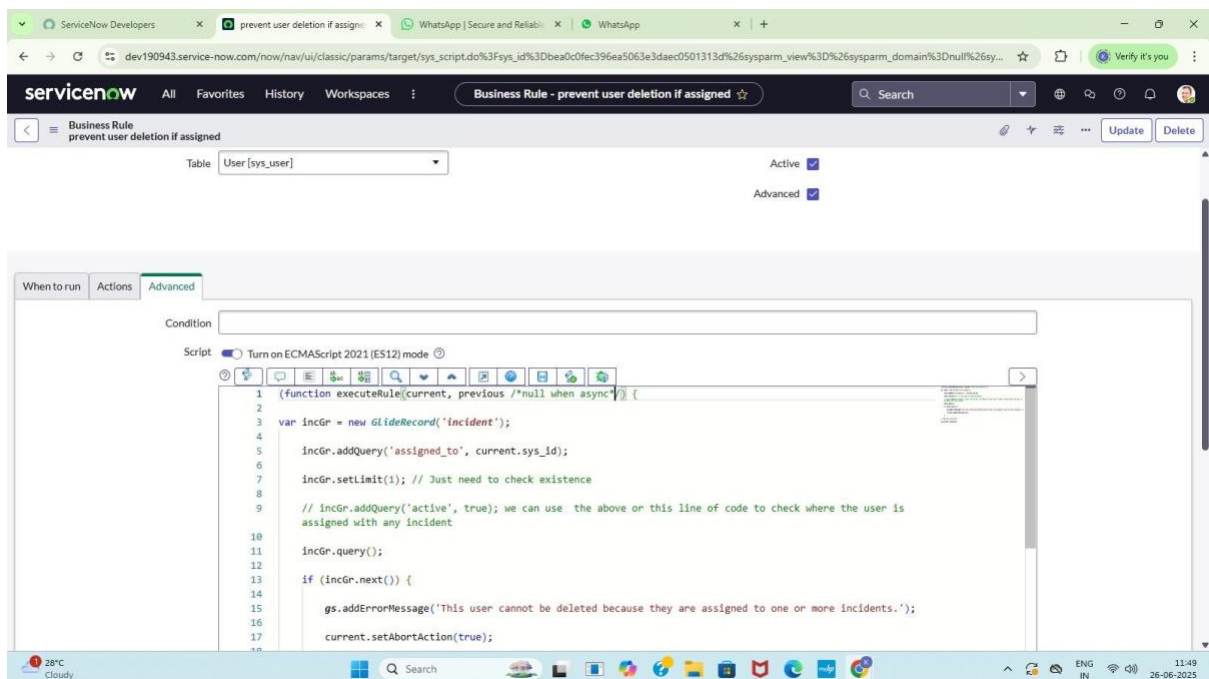 ServiceNow Developers
prevent user deletion if assigne
WhatsApp | Secure and Reliabl
WhatsApp
dev190943.service-now.com/now/nav/ui/classic/params/target/sys_script.do%3Fsys_id%3Dbea0c0fec396ea5063e3daec0501313d%26sysparm_view%3D%26sysparm_domain%3Dnull%26sy...
Verify it's you
servicenow All Favorites History Workspaces Business Rule - prevent user deletion if assigned Search
Business Rule
prevent user deletion if assigned
Update Delete
Table User [sys_user] Active
Advanced
When to run Actions Advanced
Condition
Script Turn on ECMAScript 2021 (ES12) mode
1 (function executeRule(current, previous /*null when async*/) {
2
3 var incGr = new GlideRecord('incident');
4
5 incGr.addQuery('assigned_to', current.sys_id);
6
7 incGr.setLimit(1); // Just need to check existence
8
9 // incGr.addQuery('active', true); we can use the above or this line of code to check where the user is
assigned with any incident
10
11 incGr.query();
12
13 if (incGr.next()) {
14
15 gs.addErrorMessage('This user cannot be deleted because they are assigned to one or more incidents.');
16
17 current.setAbortAction(true);
28°C
Cloudy
Search
ENG
IN
11:49
26-06-2025